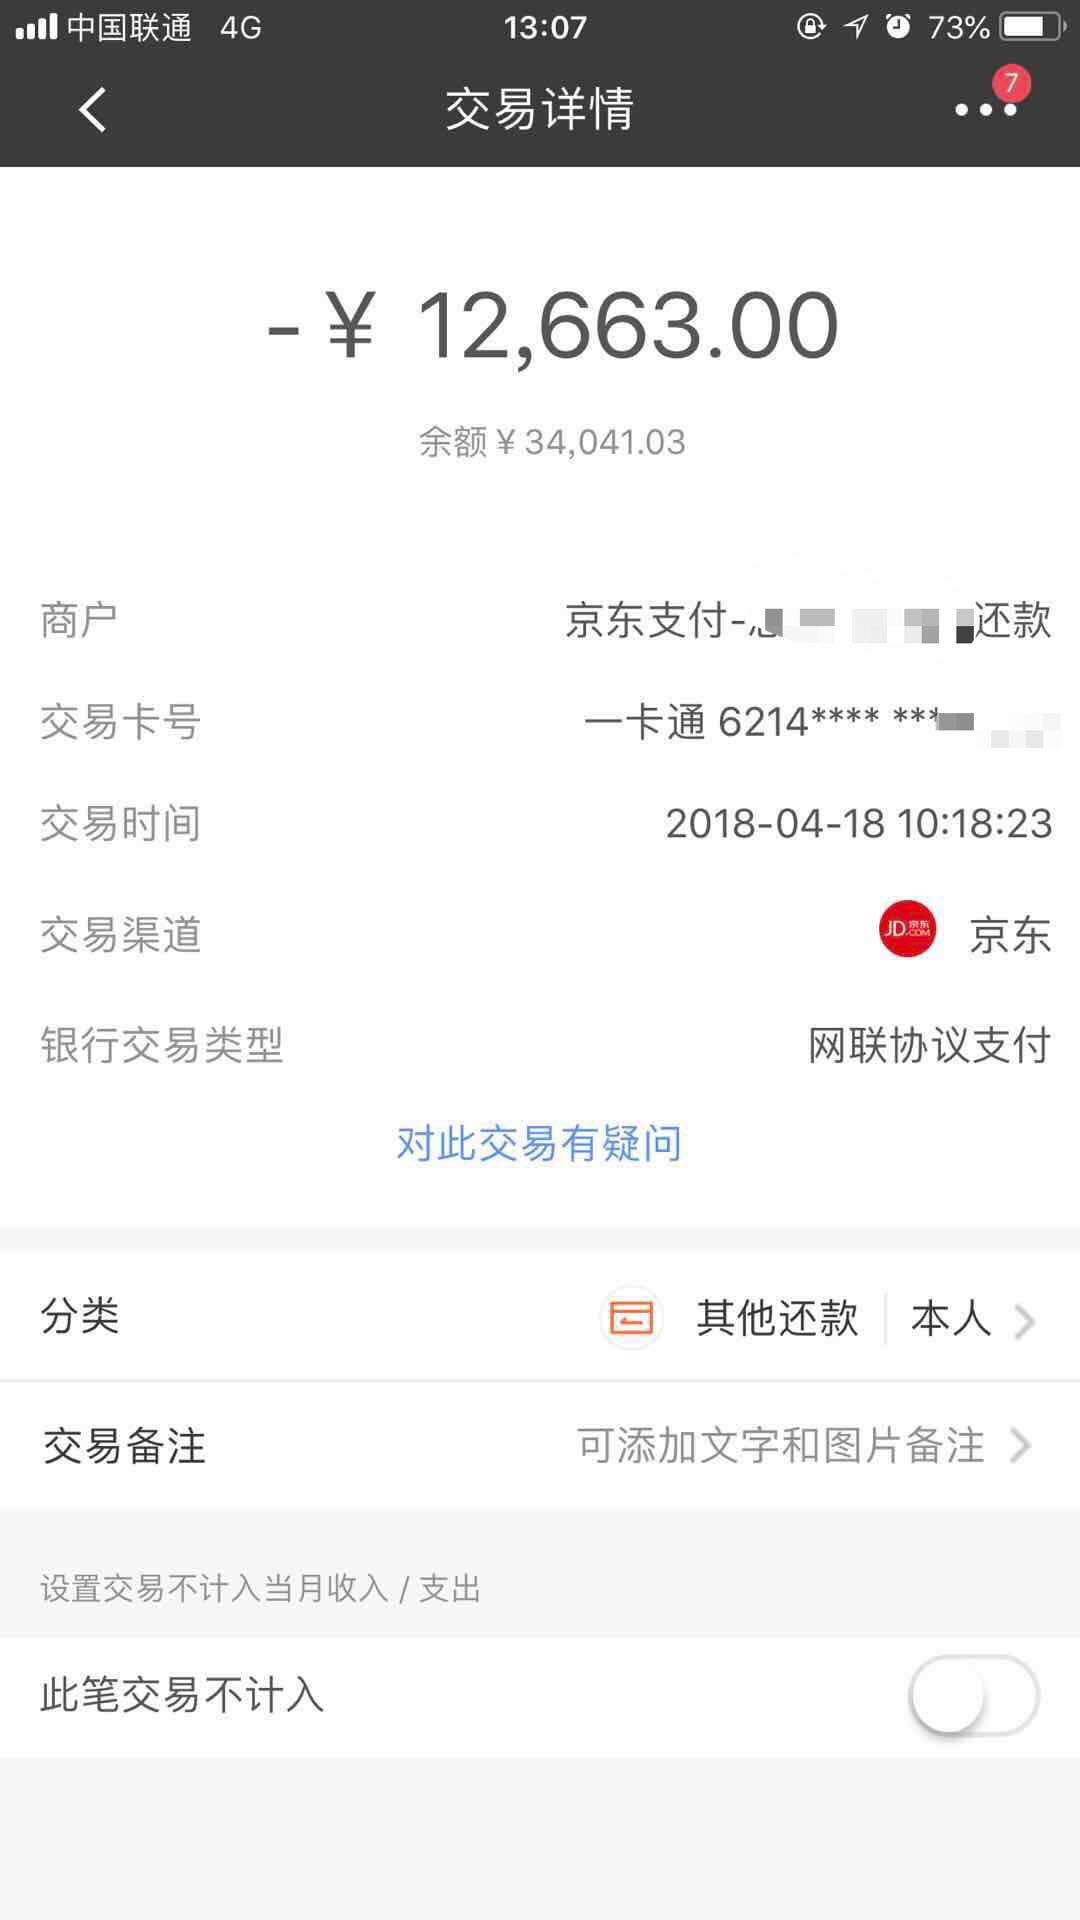 中国联通 4G 13:07 73%
交易详情
7
- ¥ 12,663.00
余额 ¥ 34,041.03
商户 京东支付- 还款
交易卡号 一卡通 6214**** ***
交易时间 2018-04-18 10:18:23
交易渠道 JD京东.COM 京东
银行交易类型 网联协议支付
对此交易有疑问
分类 其他还款 本人
交易备注 可添加文字和图片备注
设置交易不计入当月收入 / 支出
此笔交易不计入